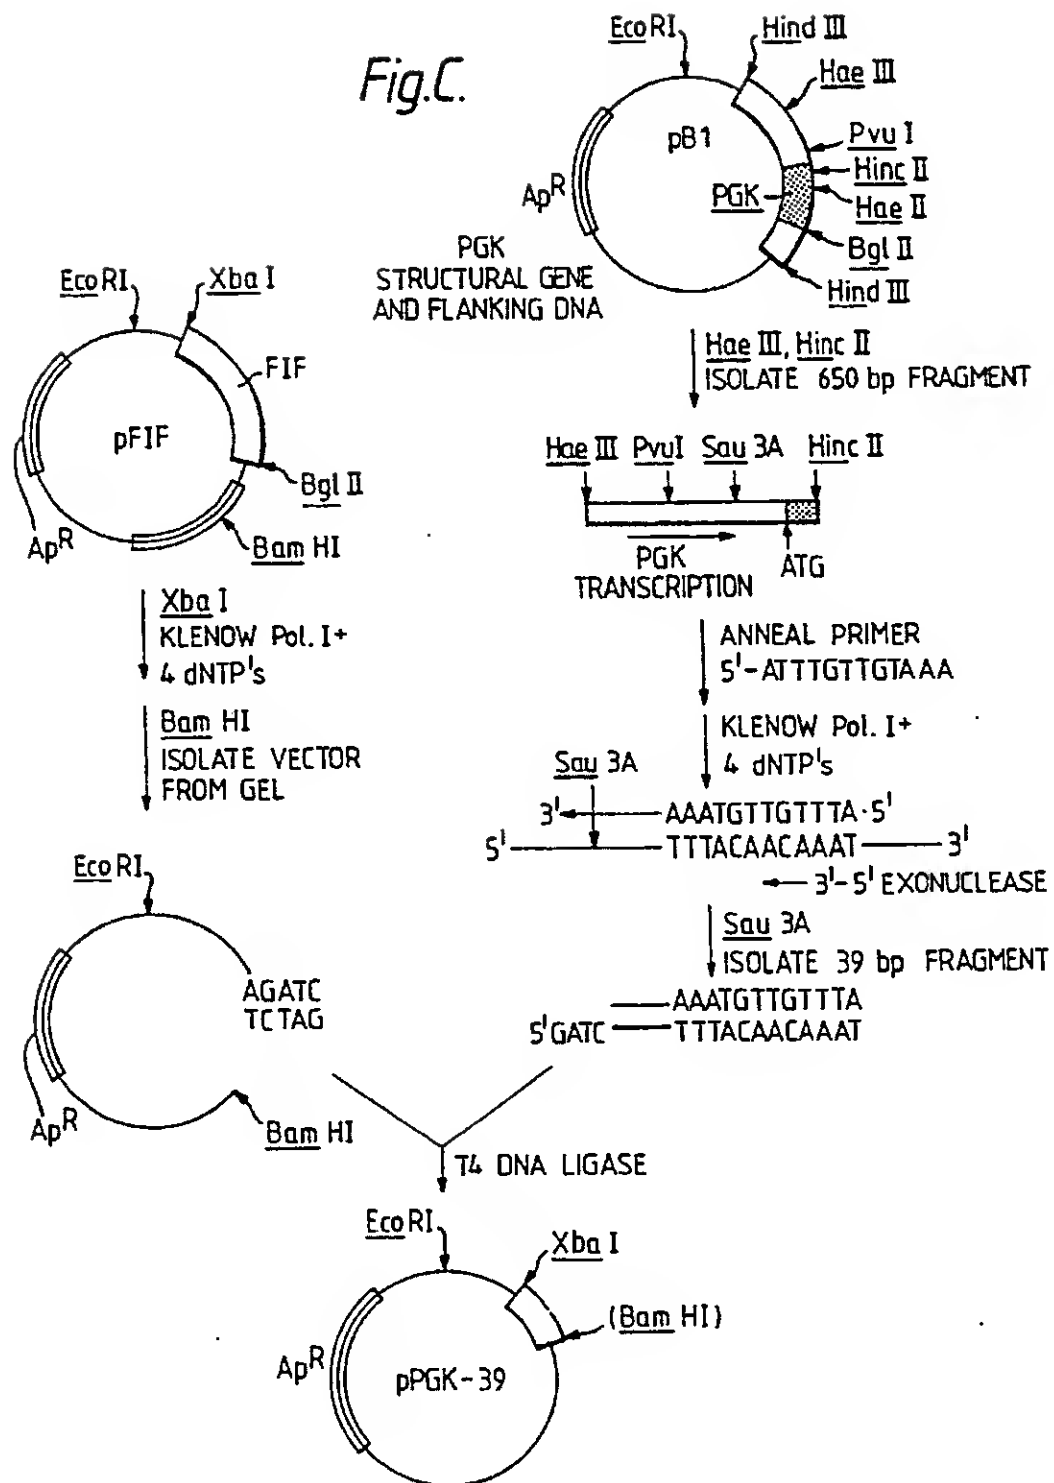 Fig.C.
EcoRI
Hind III
Hae III
Pvu I
Hinc II
Hae II
Bgl II
Hind III
pB1
PGK
ApR
PGK
STRUCTURAL GENE
AND FLANKING DNA
Hae III, Hinc II
ISOLATE 650 bp FRAGMENT
EcoRI
Xba I
FIF
pFIF
Bgl II
Bam HI
ApR
Hae III PvuI Sau 3A Hinc II
PGK
TRANSCRIPTION
ATG
Xba I
KLENOW Pol. I+
4 dNTP's
Bam HI
ISOLATE VECTOR
FROM GEL
ANNEAL PRIMER
5'-ATTTGTTGTAAA
KLENOW Pol. I+
4 dNTP's
Sau 3A
3' AAATGTTGTTTA·5'
5' TTTACAACAAAT 3'
3'-5' EXONUCLEASE
Sau 3A
ISOLATE 39 bp FRAGMENT
AAATGTTGTTTA
5'GATC TTTACAACAAAT
EcoRI
AGATC
TCTAG
ApR
Bam HI
T4 DNA LIGASE
EcoRI
Xba I
(Bam HI)
ApR
pPGK-39